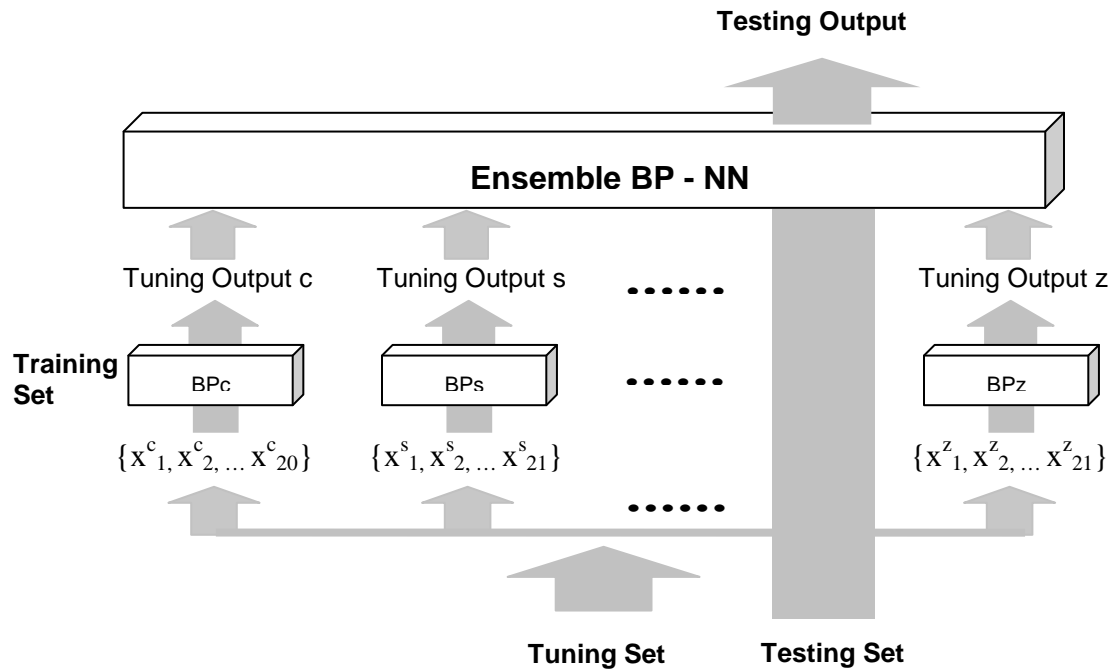 Testing Output
Ensemble BP - NN
Tuning Output c Tuning Output s ...... Tuning Output z
Training
Set
BPc BPs ...... BPz
{x^c_1, x^c_2, ... x^c_20} {x^s_1, x^s_2, ... x^s_21} {x^z_1, x^z_2, ... x^z_21}
......
Tuning Set Testing Set